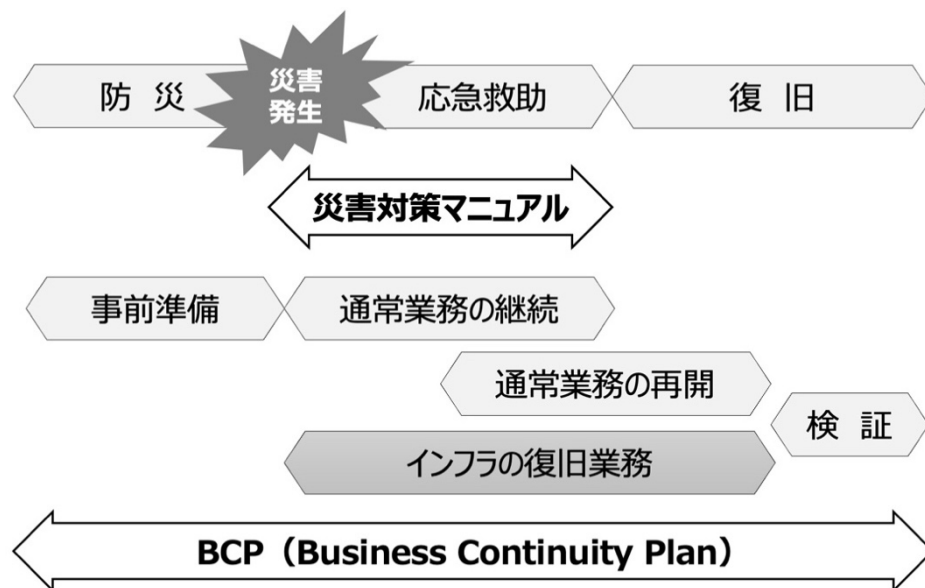 防 災
災害
発生
応急救助
復 旧
災害対策マニュアル
事前準備
通常業務の継続
通常業務の再開
検 証
インフラの復旧業務
BCP（Business Continuity Plan）